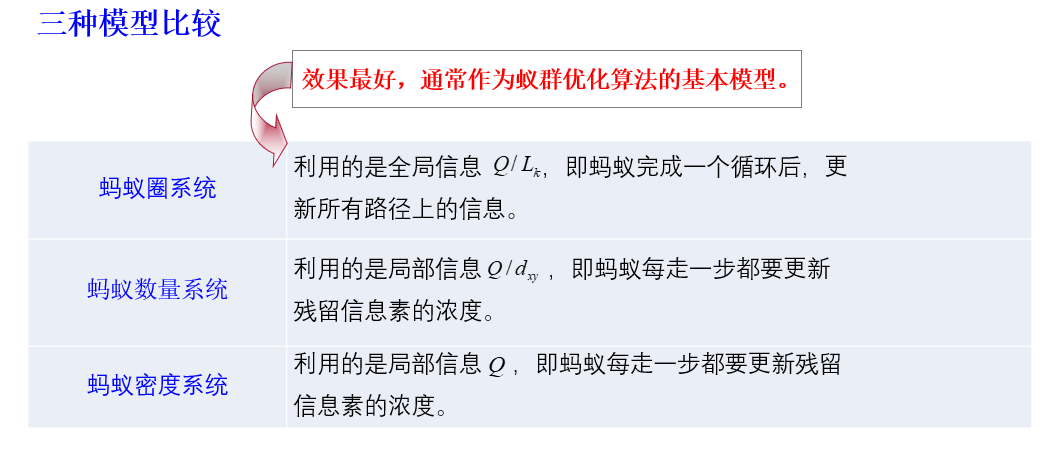 三种模型比较
效果最好，通常作为蚁群优化算法的基本模型。
蚂蚁圈系统
利用的是全局信息 Q/Lₖ，即蚂蚁完成一个循环后，更
新所有路径上的信息。
蚂蚁数量系统
利用的是局部信息 Q/d_xy ，即蚂蚁每走一步都要更新
残留信息素的浓度。
蚂蚁密度系统
利用的是局部信息 Q ，即蚂蚁每走一步都要更新残留
信息素的浓度。